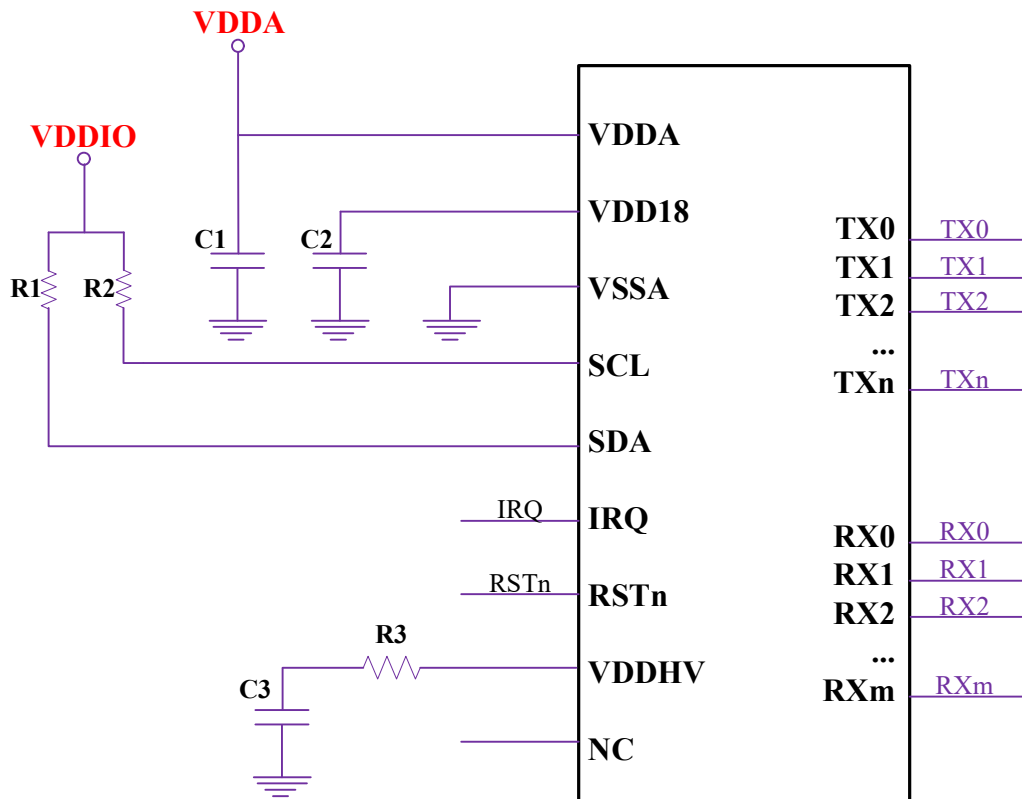 VDDA
VDDIO
VDDA
VDD18
TX0 TX0
C1 C2
TX1 TX1
R1 R2
VSSA
TX2 TX2
...
SCL
TXn TXn
SDA
IRQ IRQ
RX0 RX0
RX1 RX1
RSTn RSTn
RX2 RX2
R3
...
VDDHV
C3
RXm RXm
NC